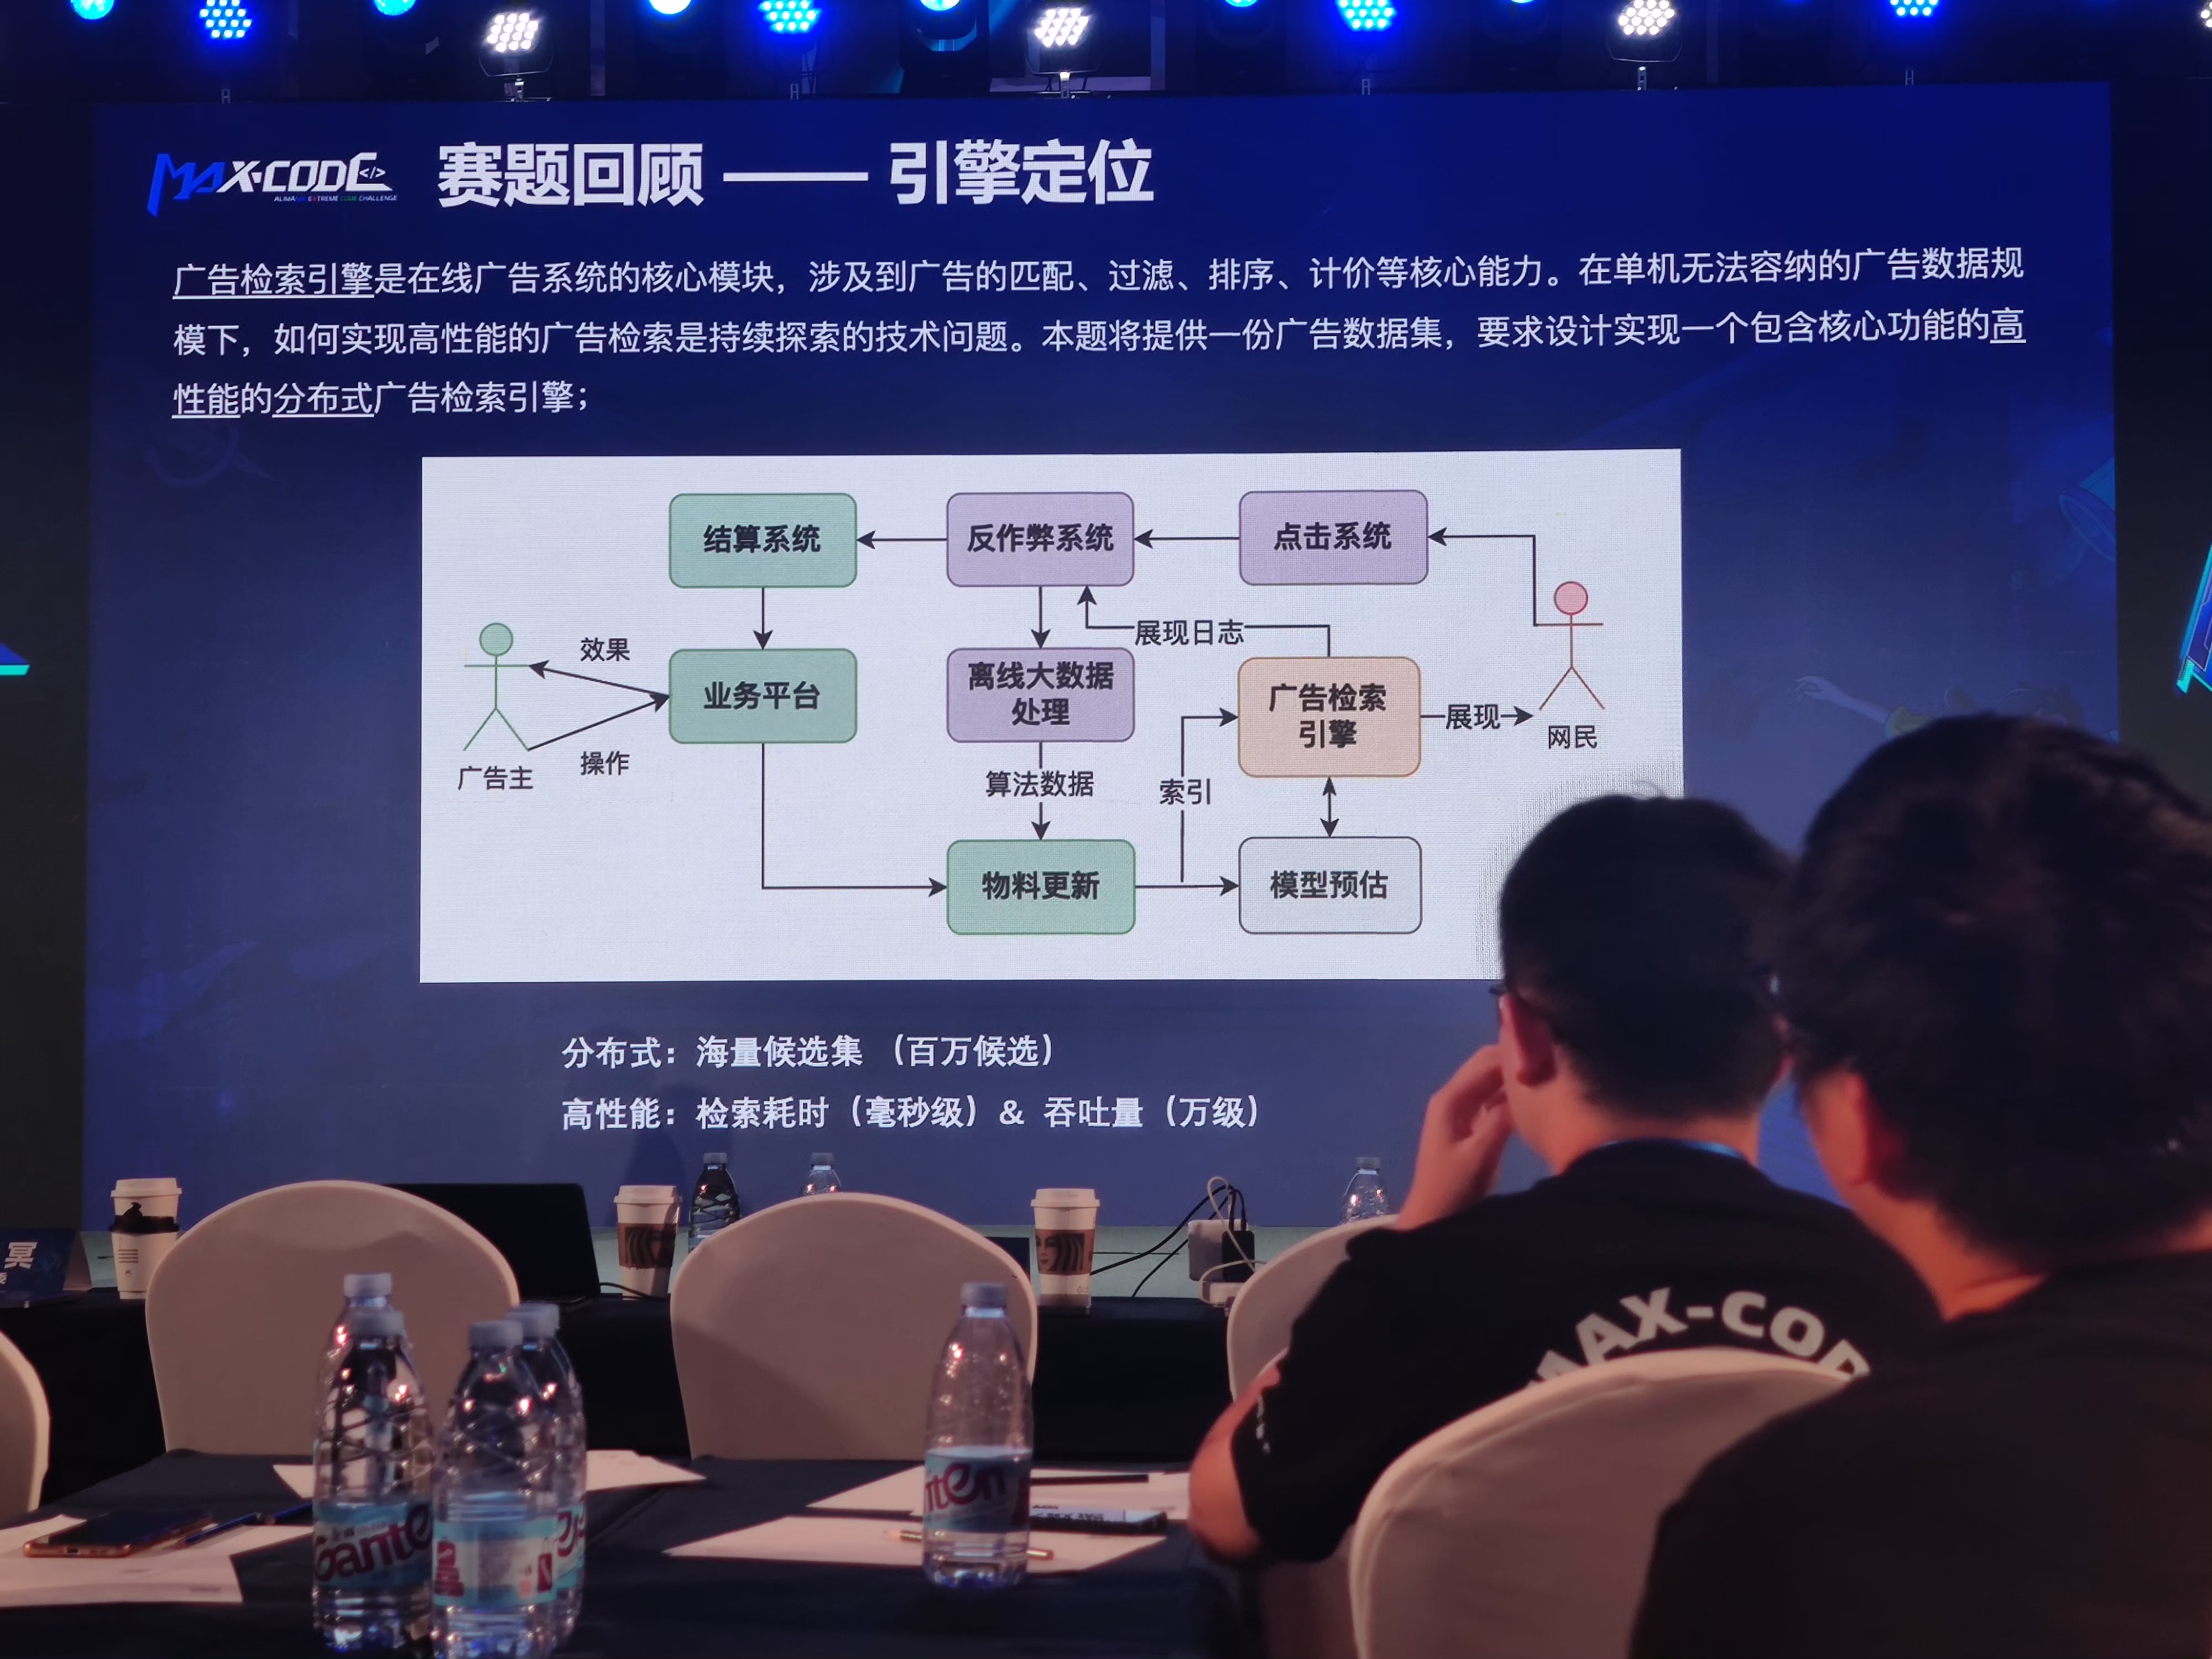 MAX-CODE </>
ALIMAMA EXTREME CODE CHALLENGE
赛题回顾 —— 引擎定位
广告检索引擎是在线广告系统的核心模块，涉及到广告的匹配、过滤、排序、计价等核心能力。在单机无法容纳的广告数据规
模下，如何实现高性能的广告检索是持续探索的技术问题。本题将提供一份广告数据集，要求设计实现一个包含核心功能的高
性能的分布式广告检索引擎；
结算系统
反作弊系统
点击系统
展现日志
效果
业务平台
离线大数据
处理
广告检索
引擎
展现
网民
广告主
操作
算法数据
索引
物料更新
模型预估
分布式：海量候选集 （百万候选）
高性能：检索耗时（毫秒级）& 吞吐量（万级）
冥
MAX-COD
Gante
nten